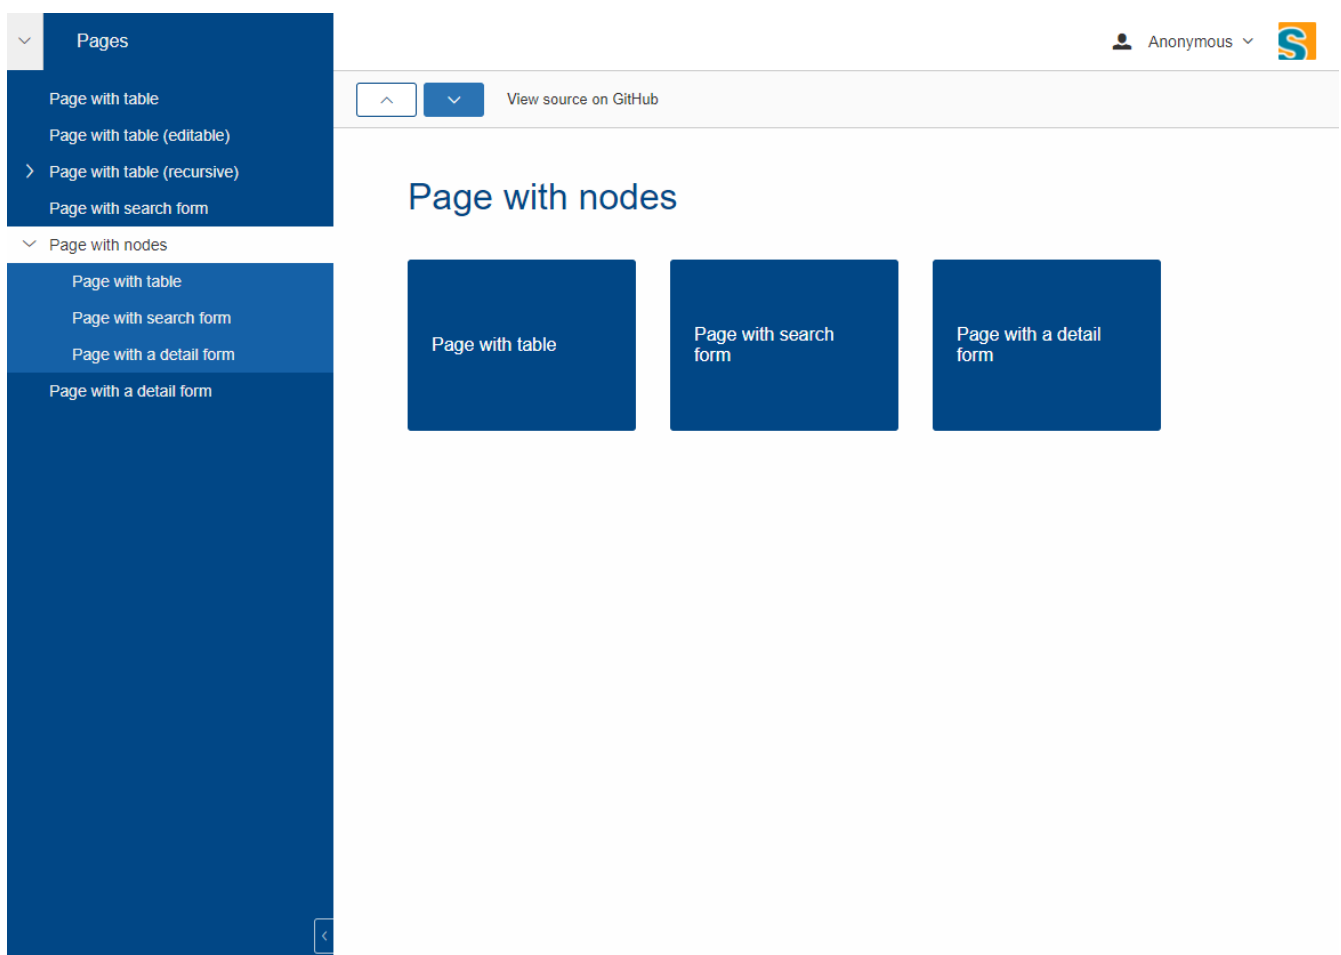 Pages
Anonymous
Page with table
Page with table (editable)
Page with table (recursive)
Page with search form
Page with nodes
Page with table
Page with search form
Page with a detail form
Page with a detail form
View source on GitHub
Page with nodes
Page with table
Page with search
form
Page with a detail
form